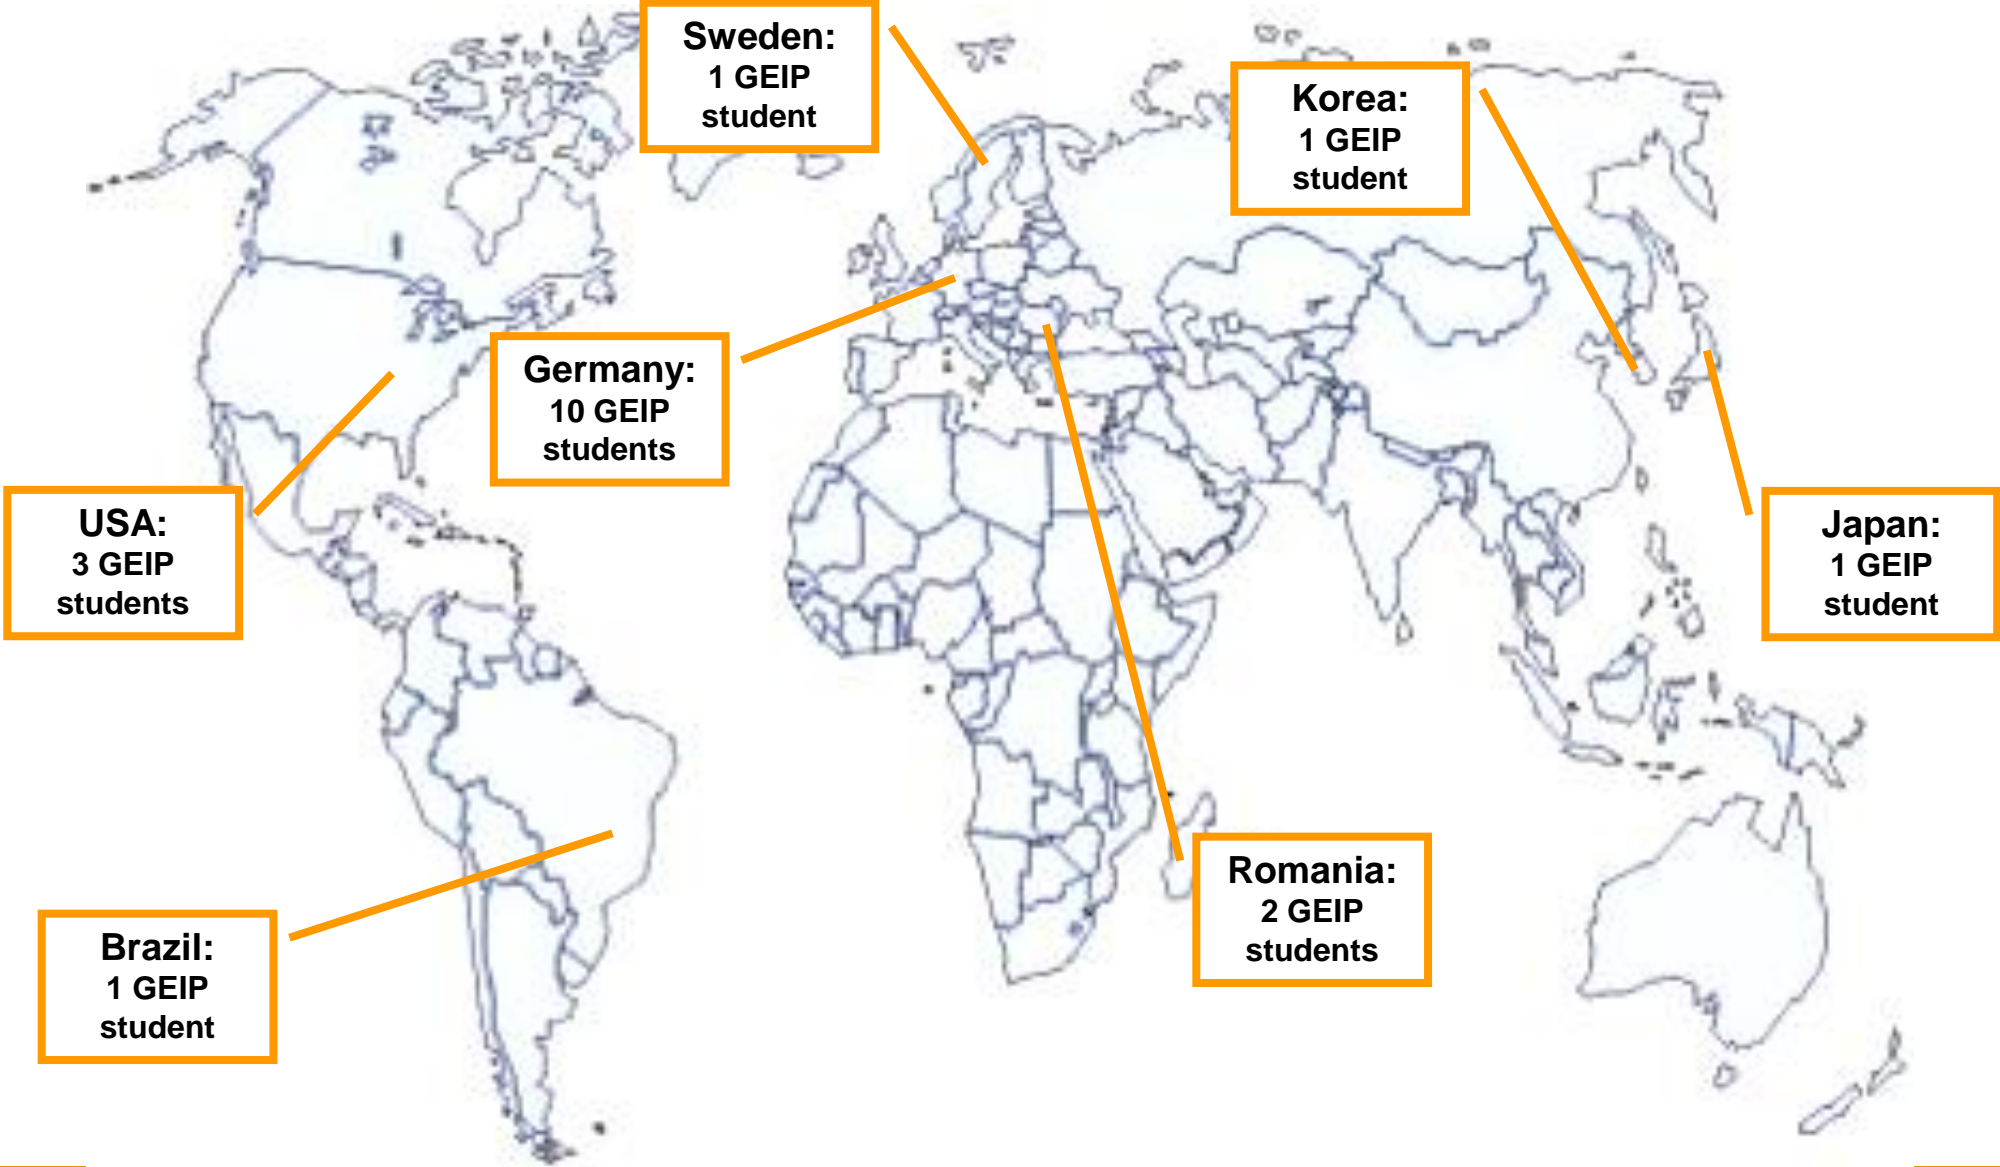 Sweden:
1 GEIP
student
Korea:
1 GEIP
student
Germany:
10 GEIP
students
USA:
3 GEIP
students
Japan:
1 GEIP
student
Romania:
2 GEIP
students
Brazil:
1 GEIP
student